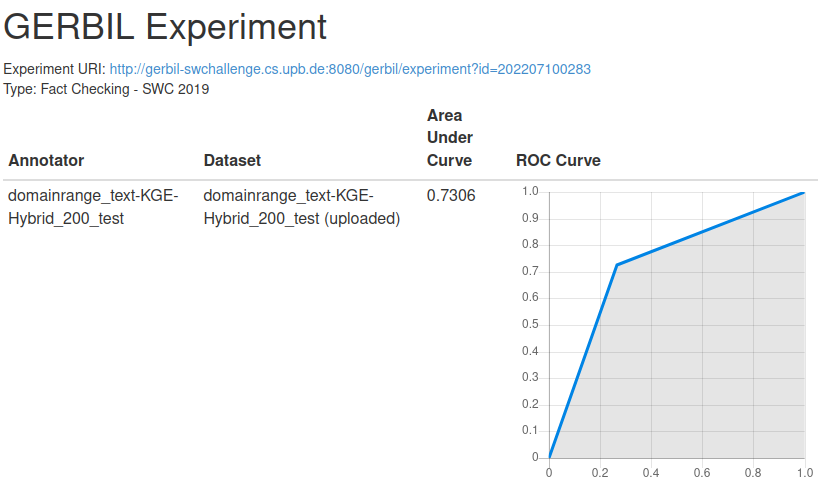 GERBIL Experiment
Experiment URI: http://gerbil-swchallenge.cs.upb.de:8080/gerbil/experiment?id=202207100283
Type: Fact Checking - SWC 2019
Annotator
Dataset
Area
Under
Curve
ROC Curve
domainrange_text-KGE-
Hybrid_200_test
domainrange_text-KGE-
Hybrid_200_test (uploaded)
0.7306
1.0
0.9
0.8
0.7
0.6
0.5
0.4
0.3
0.2
0.1
0
0 0.2 0.4 0.6 0.8 1.0